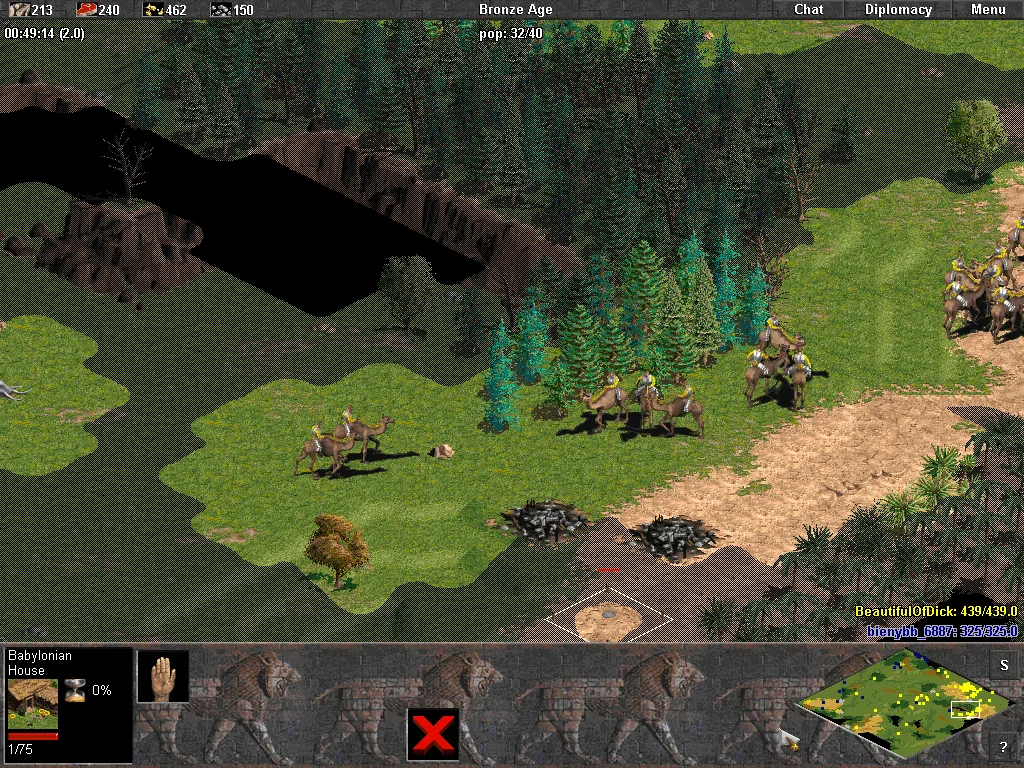 213 240 462 150 Bronze Age Chat Diplomacy Menu
00:49:14 (2.0) pop: 32/40
BeautifulOfDick: 439/439.0
bienybb_6887: 325/325.0
Babylonian
House
0%
1/75
S
?